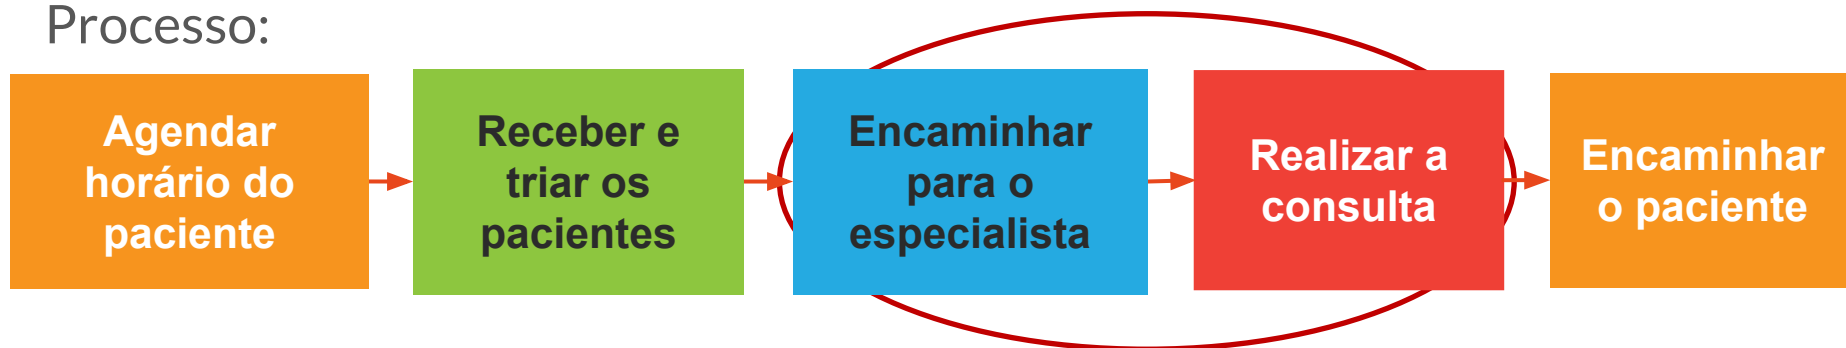 Processo:
Agendar
horário do
paciente
Receber e
triar os
pacientes
Encaminhar
para o
especialista
Realizar a
consulta
Encaminhar
o paciente